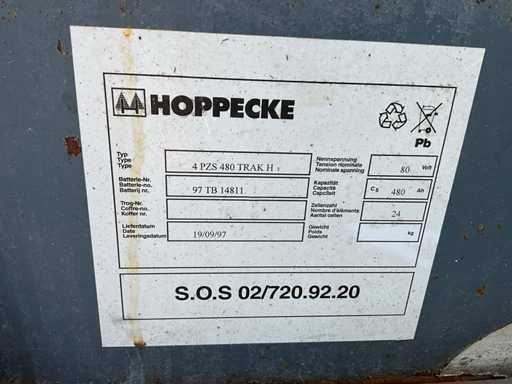 HOPPECKE
Pb
Typ
Type
Type
4 PZS 480 TRAK H
Nennspannung
Tension nominale
Nominale spanning
80 Volt
Batterie-Nr.
Batterie-no.
Batterij nr.
97 TB 14811
Kapazität
Capacité
Capciteit
C5 480 Ah
Trog-Nr.
Coffre-no.
Koffer nr.
Zellenzahl
Nombre d'éléments
Aantal cellen
24
Lieferdatum
Date
Leveringsdatum
19/09/97
Gewicht
Poids
Gewicht
kg
S.O.S 02/720.92.20